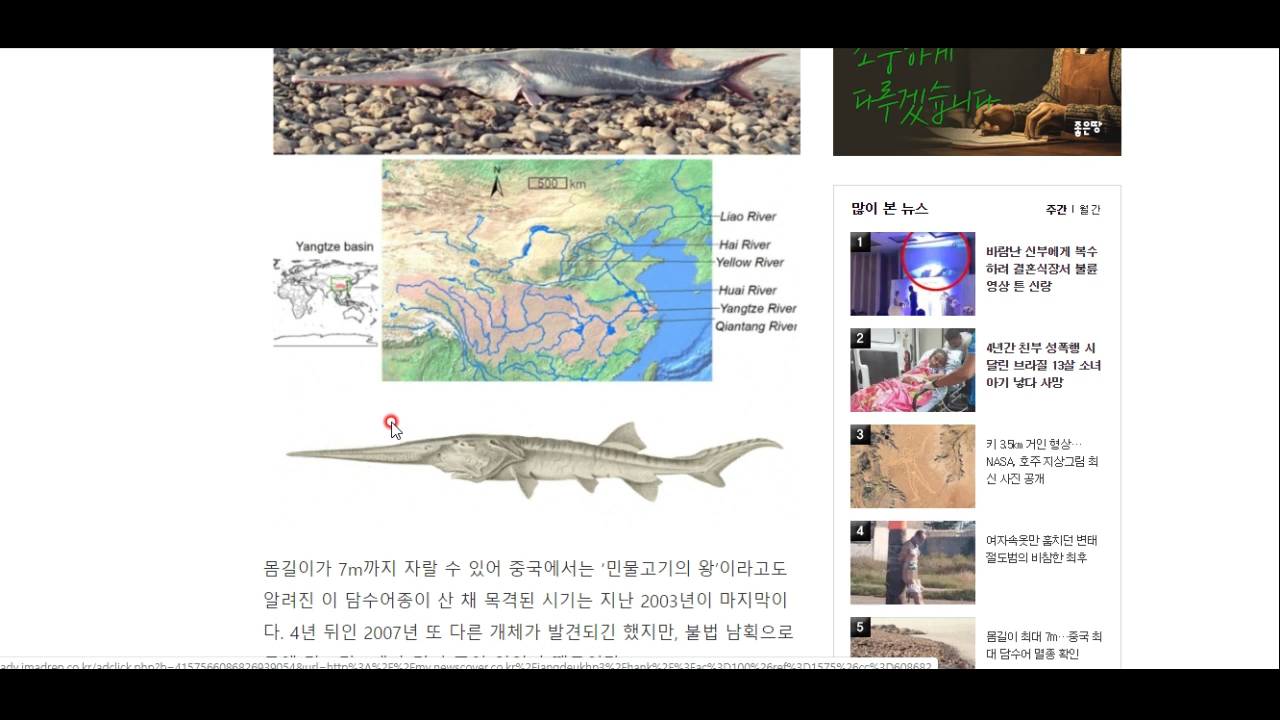 소중하게
다루겠습니다
좋은땅
N
500 km
Liao River
Yangtze basin
Hai River
Yellow River
Huai River
Yangtze River
Qiantang River
몸길이가 7m까지 자랄 수 있어 중국에서는 ‘민물고기의 왕’이라고도
알려진 이 담수어종이 산 채 목격된 시기는 지난 2003년이 마지막이
다. 4년 뒤인 2007년 또 다른 개체가 발견되긴 했지만, 불법 남획으로
많이 본 뉴스
주간 | 월간
1
바람난 신부에게 복수
하려 결혼식장서 불륜
영상 튼 신랑
2
4년간 친부 성폭행 시
달린 브라질 13살 소녀
아기 낳다 사망
3
키 3.5㎞ 거인 형상…
NASA, 호주 지상그림 최
신 사진 공개
4
여자속옷만 훔치던 변태
절도범의 비참한 최후
5
몸길이 최대 7m…중국 최
대 담수어 멸종 확인